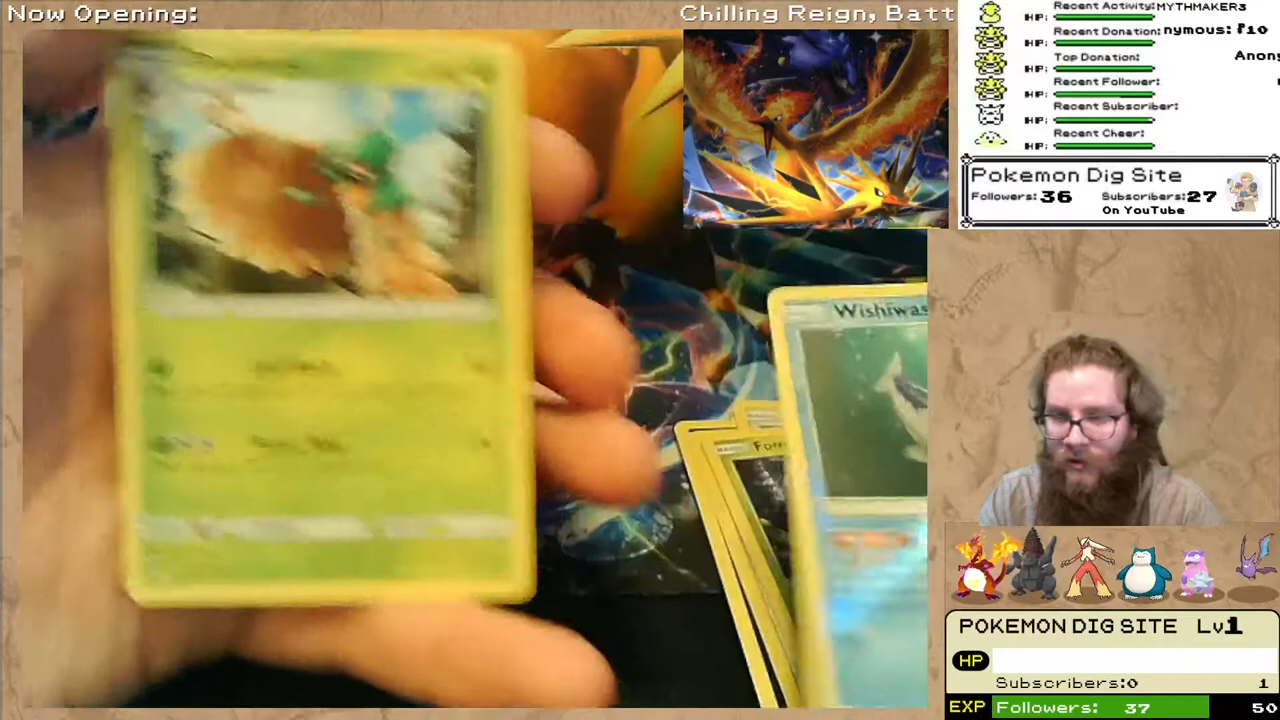 Now Opening:
Chilling Reign, Batt
Recent Activity: MYTHMAKER3
HP:
Recent Donation: nymous: £10
HP:
Top Donation: Anony
HP:
Recent Follower:
HP:
Recent Subscriber:
HP:
Recent Cheer:
HP:
Pokemon Dig Site
Followers: 36 Subscribers: 27
On YouTube
Wishiwas
POKEMON DIG SITE Lv1
HP
Subscribers:0 1
EXP Followers: 37 50